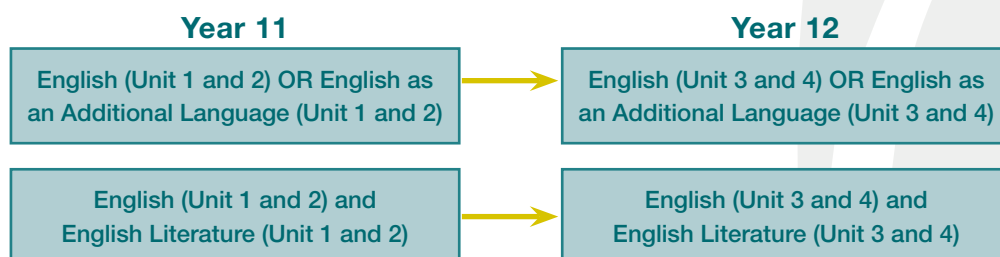 Year 11
Year 12
English (Unit 1 and 2) OR English as
an Additional Language (Unit 1 and 2)
English (Unit 3 and 4) OR English as
an Additional Language (Unit 3 and 4)
English (Unit 1 and 2) and
English Literature (Unit 1 and 2)
English (Unit 3 and 4) and
English Literature (Unit 3 and 4)